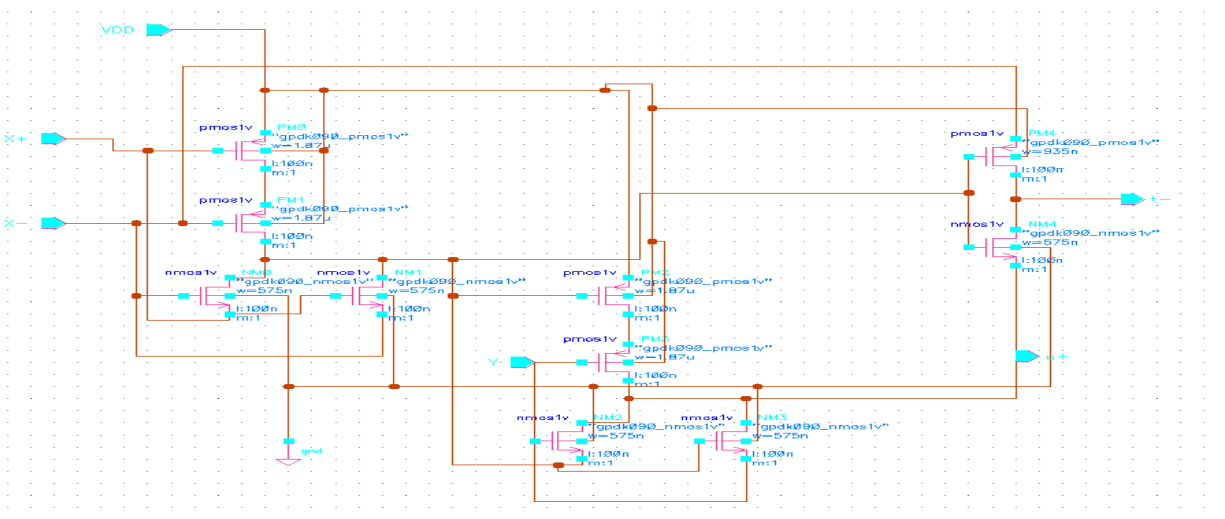 VDD
X+
pmos1v
PM0
"gpdk090_pmos1v"
w=1.87u
l:100n
m:1
X-
pmos1v
PM1
"gpdk090_pmos1v"
w=1.87u
l:100n
m:1
nmos1v
NM0
"gpdk090_nmos1v"
w=575n
l:100n
m:1
nmos1v
NM1
"gpdk090_nmos1v"
w=575n
l:100n
m:1
pmos1v
PM2
"gpdk090_pmos1v"
w=1.87u
l:100n
m:1
pmos1v
PM3
"gpdk090_pmos1v"
w=1.87u
l:100n
m:1
Y
nmos1v
NM2
"gpdk090_nmos1v"
w=575n
l:100n
m:1
nmos1v
NM3
"gpdk090_nmos1v"
w=575n
l:100n
m:1
gnd
pmos1v
PM4
"gpdk090_pmos1v"
w=935n
l:100n
m:1
t-
nmos1v
NM4
"gpdk090_nmos1v"
w=575n
l:100n
m:1